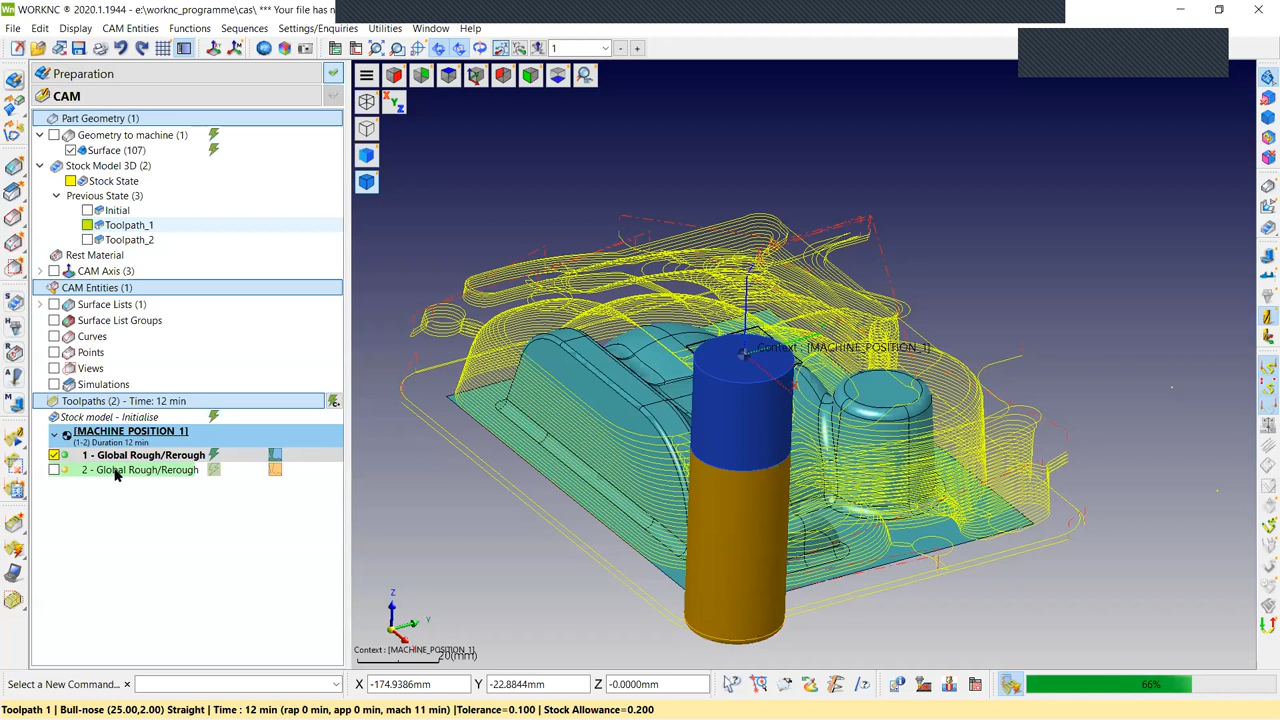 WORKNC ® 2020.1.1944 - e:\worknc_programme\cas\ *** Your file has n
File Edit Display CAM Entities Functions Sequences Settings/Enquiries Utilities Window Help
1
- +
Preparation
CAM
Part Geometry (1)
Geometry to machine (1)
Surface (107)
Stock Model 3D (2)
Stock State
Previous State (3)
Initial
Toolpath_1
Toolpath_2
Rest Material
CAM Axis (3)
CAM Entities (1)
Surface Lists (1)
Surface List Groups
Curves
Points
Views
Simulations
Toolpaths (2) - Time: 12 min
Stock model - Initialise
[MACHINE POSITION 1]
(1-2) Duration 12 min
1 - Global Rough/Rerough
2 - Global Rough/Rerough
X
Y
Z
Context : [MACHINE_POSITION_1]
Z
Y
Context : [MACHINE_POSITION_1]
20(mm)
Select a New Command...
X -174.9386mm Y -22.8844mm Z -0.0000mm
66%
Toolpath 1 | Bull-nose (25.00,2.00) Straight | Time : 12 min (rap 0 min, app 0 min, mach 11 min) |Tolerance=0.100 | Stock Allowance=0.200